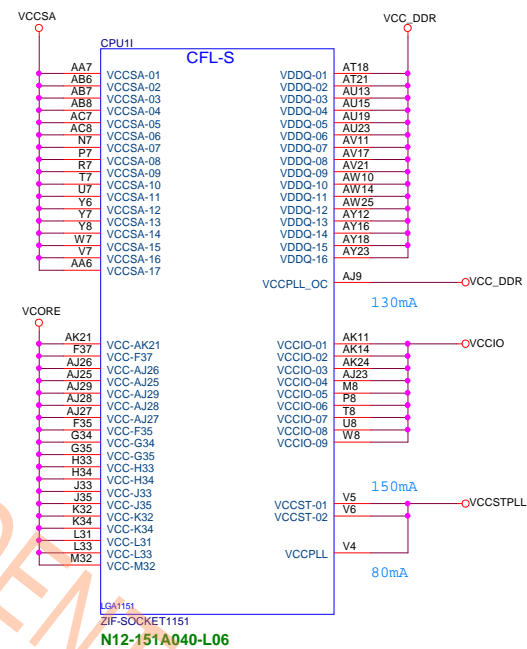 VCCSA VCC_DDR
CPU1I
CFL-S
AA7 VCCSA-01 VDDQ-01 AT18
AB6 VCCSA-02 VDDQ-02 AT21
AB7 VCCSA-03 VDDQ-03 AU13
AB8 VCCSA-04 VDDQ-04 AU15
AC7 VCCSA-05 VDDQ-05 AU19
AC8 VCCSA-06 VDDQ-06 AU23
N7 VCCSA-07 VDDQ-07 AV11
P7 VCCSA-08 VDDQ-08 AV17
R7 VCCSA-09 VDDQ-09 AV21
T7 VCCSA-10 VDDQ-10 AW10
U7 VCCSA-11 VDDQ-11 AW14
Y6 VCCSA-12 VDDQ-12 AW25
Y7 VCCSA-13 VDDQ-13 AY12
Y8 VCCSA-14 VDDQ-14 AY16
W7 VCCSA-15 VDDQ-15 AY18
V7 VCCSA-16 VDDQ-16 AY23
AA6 VCCSA-17
VCCPLL_OC AJ9 VCC_DDR
130mA
VCORE
AK21 VCC-AK21 VCCIO-01 AK11 VCCIO
F37 VCC-F37 VCCIO-02 AK14
AJ26 VCC-AJ26 VCCIO-03 AK24
AJ25 VCC-AJ25 VCCIO-04 AJ23
AJ29 VCC-AJ29 VCCIO-05 M8
AJ28 VCC-AJ28 VCCIO-06 P8
AJ27 VCC-AJ27 VCCIO-07 T8
F35 VCC-F35 VCCIO-08 U8
G34 VCC-G34 VCCIO-09 W8
G35 VCC-G35
H33 VCC-H33
H34 VCC-H34
J33 VCC-J33 150mA
J35 VCC-J35 VCCST-01 V5 VCCSTPLL
K32 VCC-K32 VCCST-02 V6
K34 VCC-K34
L31 VCC-L31
L33 VCC-L33 VCCPLL V4
M32 VCC-M32
80mA
LGA1151
ZIF-SOCKET1151
N12-151A040-L06